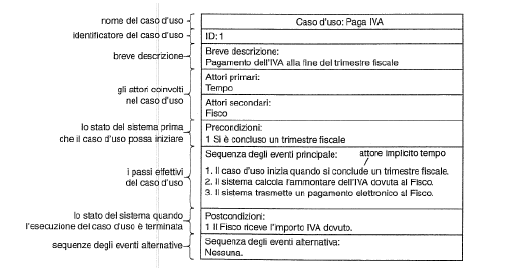 nome del caso d'uso
Caso d'uso: Paga IVA
identificatore del caso d'uso
ID: 1
breve descrizione
Breve descrizione:
Pagamento dell'IVA alla fine del trimestre fiscale
gli attori coinvolti
nel caso d'uso
Attori primari:
Tempo
Attori secondari:
Fisco
lo stato del sistema prima
che il caso d'uso possa iniziare
Precondizioni:
1 Si è concluso un trimestre fiscale
i passi effettivi
del caso d'uso
Sequenza degli eventi principale:
attore implicito tempo
1. Il caso d'uso inizia quando si conclude un trimestre fiscale.
2. Il sistema calcola l'ammontare dell'IVA dovuta al Fisco.
3. Il sistema trasmette un pagamento elettronico al Fisco.
lo stato del sistema quando
l'esecuzione del caso d'uso è terminata
Postcondizioni:
1 Il Fisco riceve l'importo IVA dovuto.
sequenze degli eventi alternative
Sequenza degli eventi alternativa:
Nessuna.